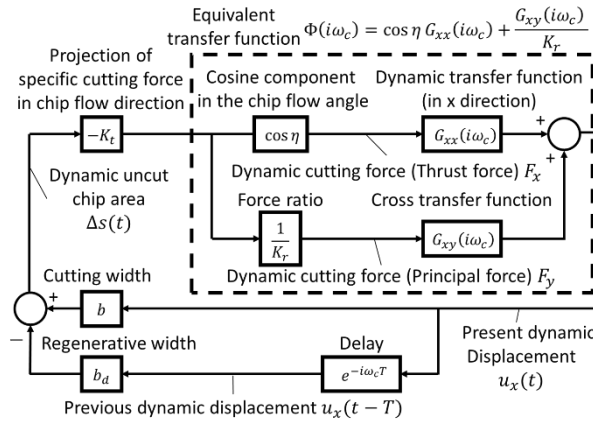 Equivalent
transfer function Φ(iω_c) = cos η G_xx(iω_c) + G_xy(iω_c)/K_r
Projection of
specific cutting force
in chip flow direction
Cosine component
in the chip flow angle
Dynamic transfer function
(in x direction)
−K_t
cos η
G_xx(iω_c)
+
+
Dynamic cutting force (Thrust force) F_x
Dynamic uncut
chip area
Δs(t)
Force ratio
Cross transfer function
1/K_r
G_xy(iω_c)
Dynamic cutting force (Principal force) F_y
Cutting width
+
b
−
Regenerative width
Delay
Present dynamic
Displacement
u_x(t)
b_d
e^{−iω_cT}
Previous dynamic displacement u_x(t − T)